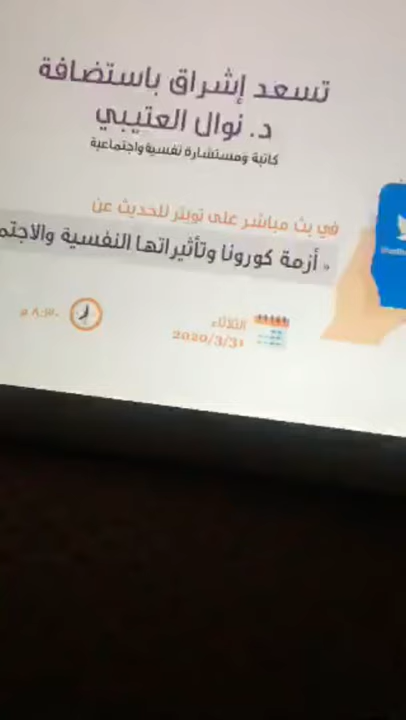 تسعد إشراق باستضافة
د. نوال العتيبي
كاتبة ومستشارة نفسية واجتماعية
في بث مباشر على تويتر للحديث عن
« أزمة كورونا وتأثيراتها النفسية
الثلاثاء
2020/3/31